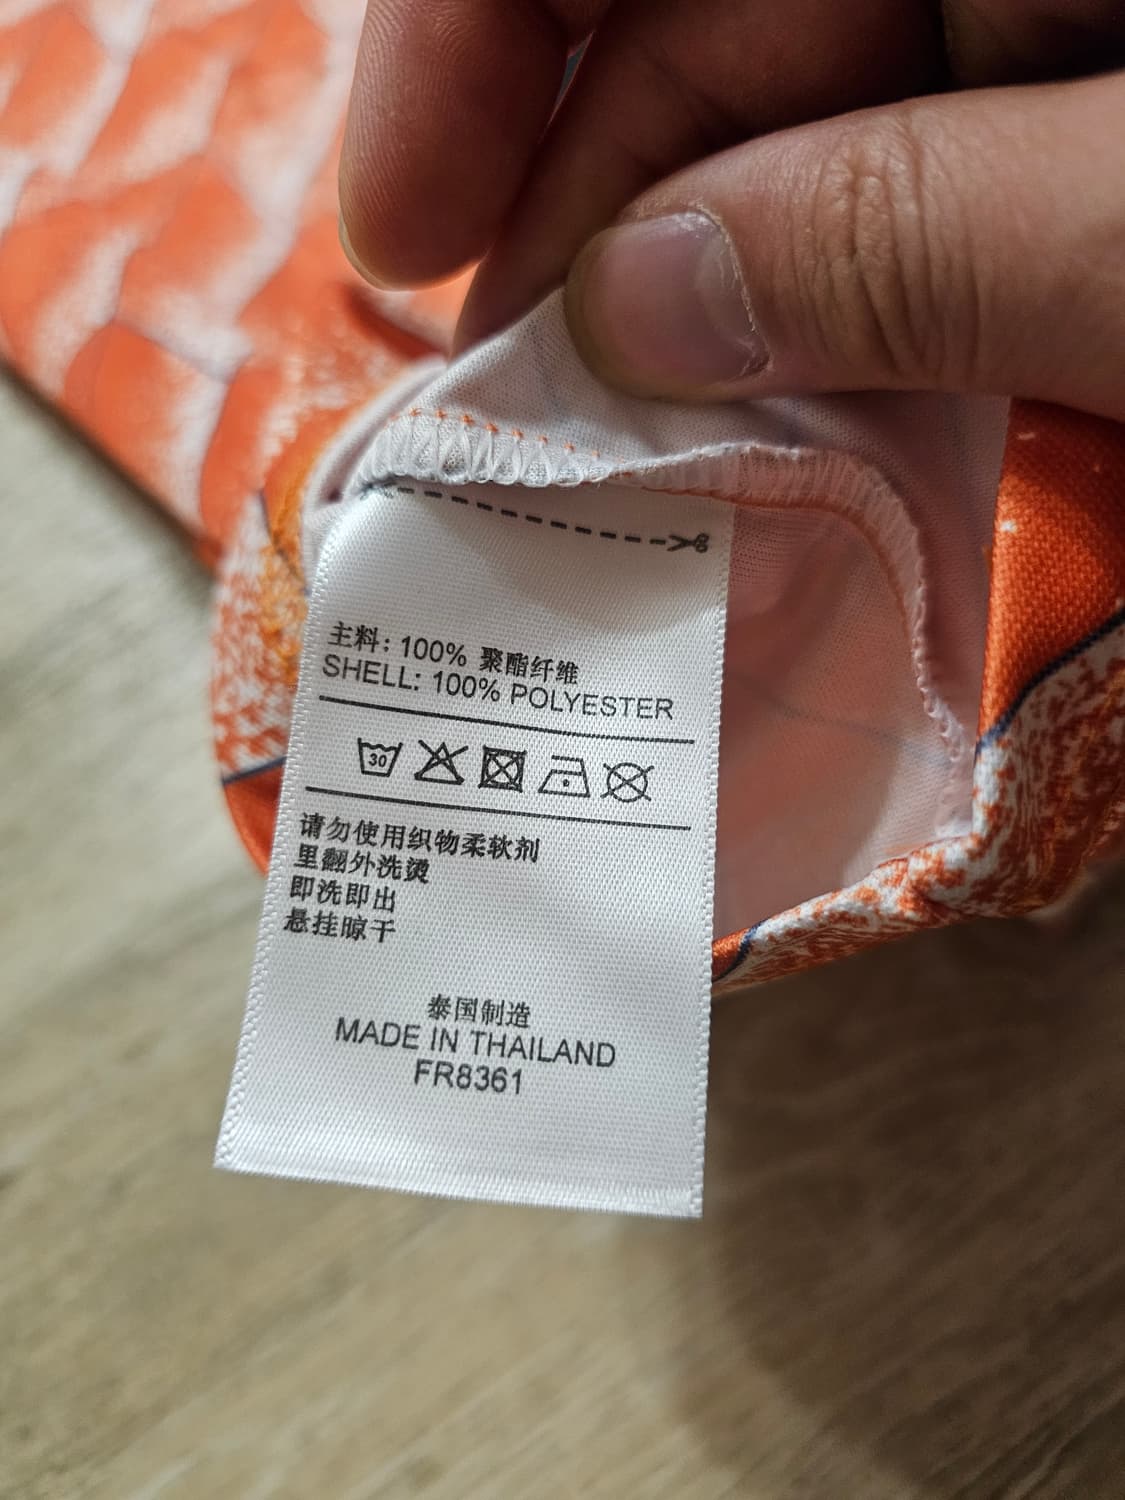 主料: 100% 聚酯纤维
SHELL: 100% POLYESTER
30
请勿使用织物柔软剂
里翻外洗烫
即洗即出
悬挂晾干
泰国制造
MADE IN THAILAND
FR8361